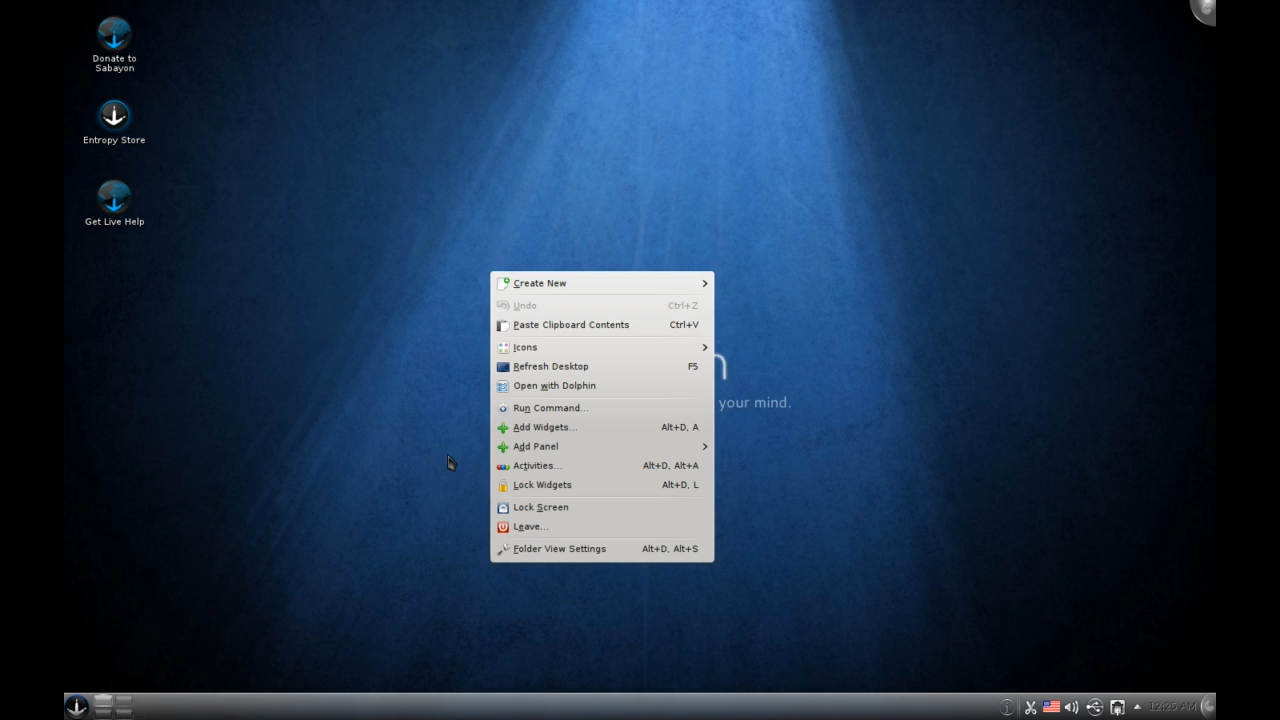 Donate to
Sabayon
Entropy Store
Get Live Help
Create New
Undo Ctrl+Z
Paste Clipboard Contents Ctrl+V
Icons
Refresh Desktop F5
Open with Dolphin
Run Command...
Add Widgets... Alt+D, A
Add Panel
Activities... Alt+D, Alt+A
Lock Widgets Alt+D, L
Lock Screen
Leave...
Folder View Settings Alt+D, Alt+S
n
your mind.
12:25 AM